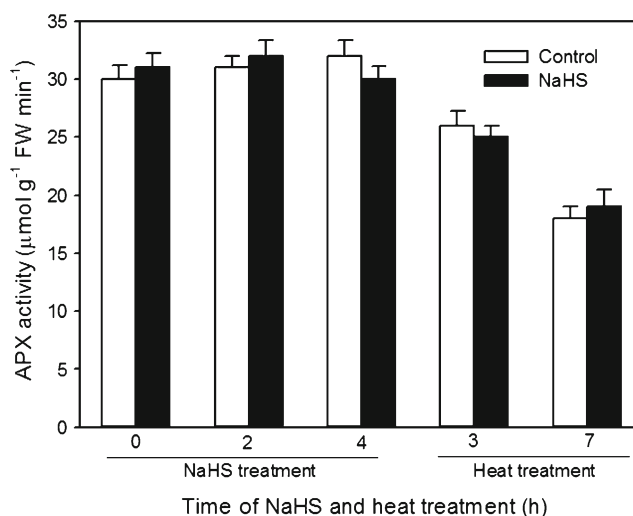 APX activity (μmol g⁻¹ FW min⁻¹)
35
30
25
20
15
10
5
0
Control
NaHS
0 2 4 3 7
NaHS treatment Heat treatment
Time of NaHS and heat treatment (h)